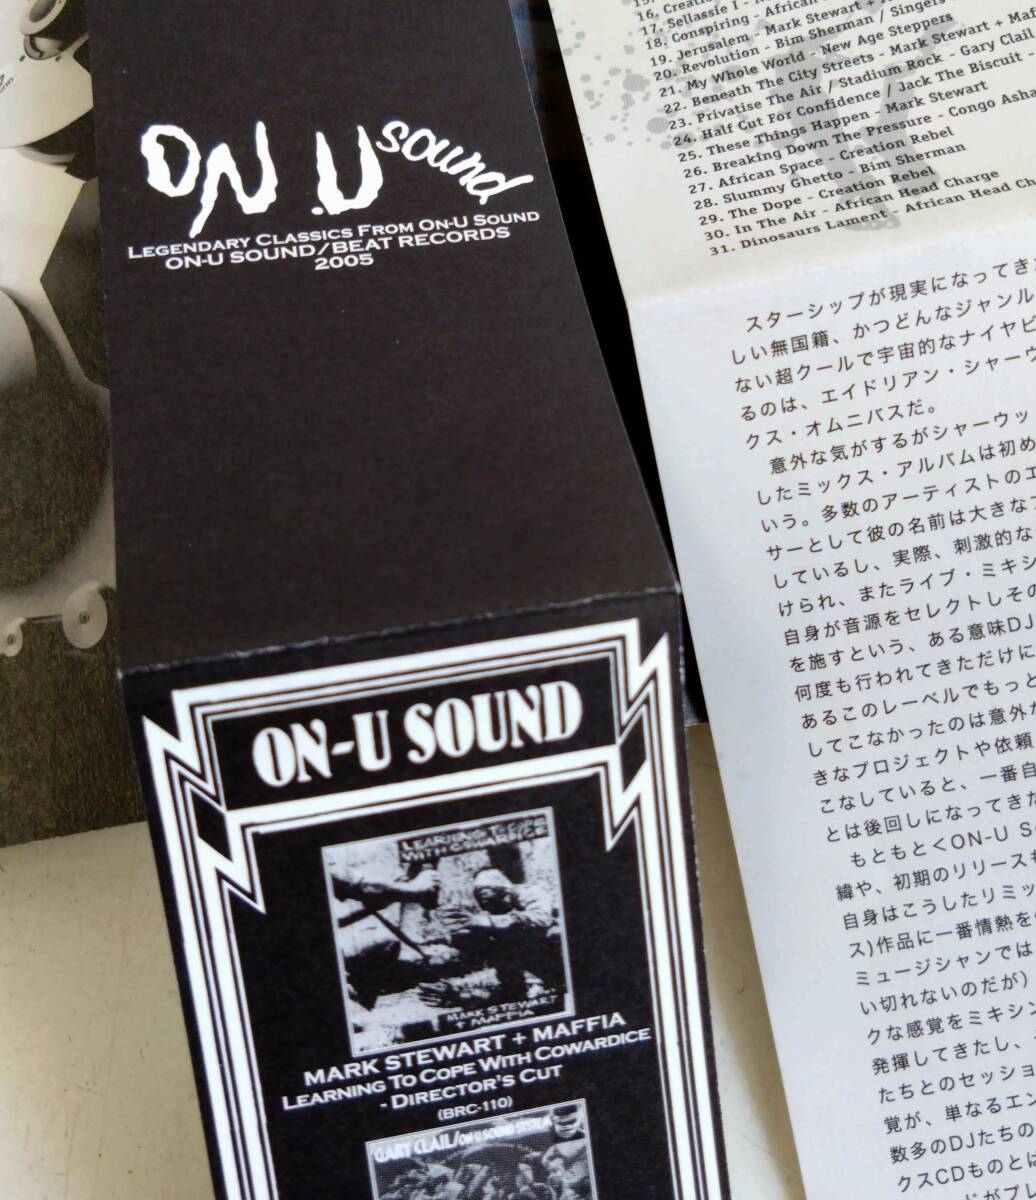 ON U sound
LEGENDARY CLASSICS FROM ON-U SOUND
ON-U SOUND/BEAT RECORDS
2005
ON-U SOUND
LEARNING TO COPE
WITH COWARDICE
MARK STEWART
+ MAFFIA
MARK STEWART + MAFFIA
LEARNING TO COPE WITH COWARDICE
- DIRECTOR'S CUT
(BRC-110)
GARY CLAIL/ON-U SOUND SYSTEM
16. Creation
17. Sellassie I -
18. Conspiring - African
19. Jerusalem - Mark Stewart
20. Revolution - Bim Sherman / Singers
21. My Whole World - New Age Steppers
22. Beneath The City Streets - Mark Stewart + Maf
23. Privatise The Air / Stadium Rock - Gary Clail
24. Half Cut For Confidence / Jack The Biscuit -
25. These Things Happen - Mark Stewart
26. Breaking Down The Pressure - Congo Asha
27. African Space - Creation Rebel
28. Slummy Ghetto - Bim Sherman
29. The Dope - Creation Rebel
30. In The Air - African Head Charge
31. Dinosaurs Lament - African Head Ch
スターシップが現実になってき
しい無国籍、かつどんなジャンル
ない超クールで宇宙的なナイヤビ
るのは、エイドリアン・シャーウ
クス・オムニバスだ。
意外な気がするがシャーウッ
したミックス・アルバムは初め
いう。多数のアーティストのエ
サーとして彼の名前は大きな
しているし、実際、刺激的な
けられ、またライブ・ミキシ
自身が音源をセレクトしその
を施すという、ある意味DJ
何度も行われてきただけに
あるこのレーベルでもっと
してこなかったのは意外
きなプロジェクトや依頼
こなしていると、一番自
とは後回しになってきた
もともと<ON-U S
緯や、初期のリリースも
自身はこうしたリミッ
ス)作品に一番情熱を
ミュージシャンでは
い切れないのだが)
クな感覚をミキシ
発揮してきたし、
たちとのセッショ
覚が、単なるエン
数多のDJたちの
クスCDものとは